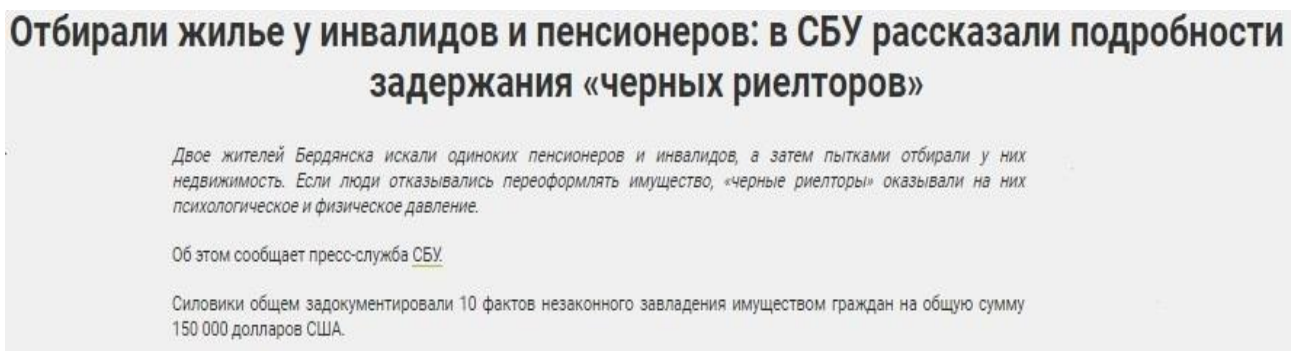 Отбирали жилье у инвалидов и пенсионеров: в СБУ рассказали подробности
задержания «черных риелторов»
Двое жителей Бердянска искали одиноких пенсионеров и инвалидов, а затем пытками отбирали у них
недвижимость. Если люди отказывались переоформлять имущество, «черные риелторы» оказывали на них
психологическое и физическое давление.
Об этом сообщает пресс-служба СБУ.
Силовики общем задокументировали 10 фактов незаконного завладения имуществом граждан на общую сумму
150 000 долларов США.